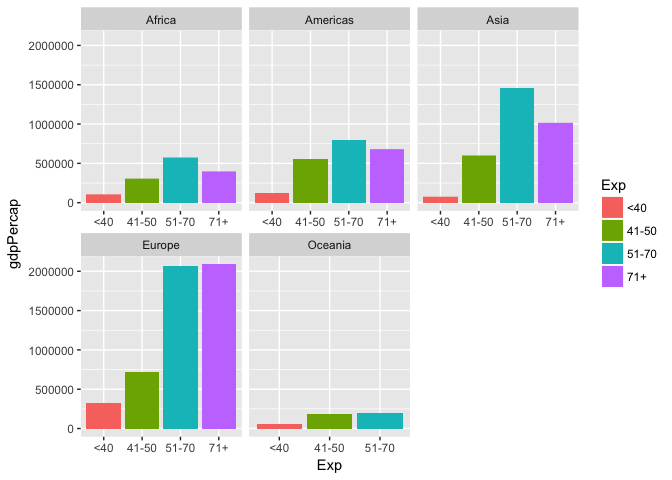 Africa
Americas
Asia
2000000
1500000
1000000
500000
0
<40 41-50 51-70 71+
<40 41-50 51-70 71+
<40 41-50 51-70 71+
gdpPercap
Europe
Oceania
2000000
1500000
1000000
500000
0
<40 41-50 51-70 71+
<40 41-50 51-70
Exp
Exp
<40
41-50
51-70
71+